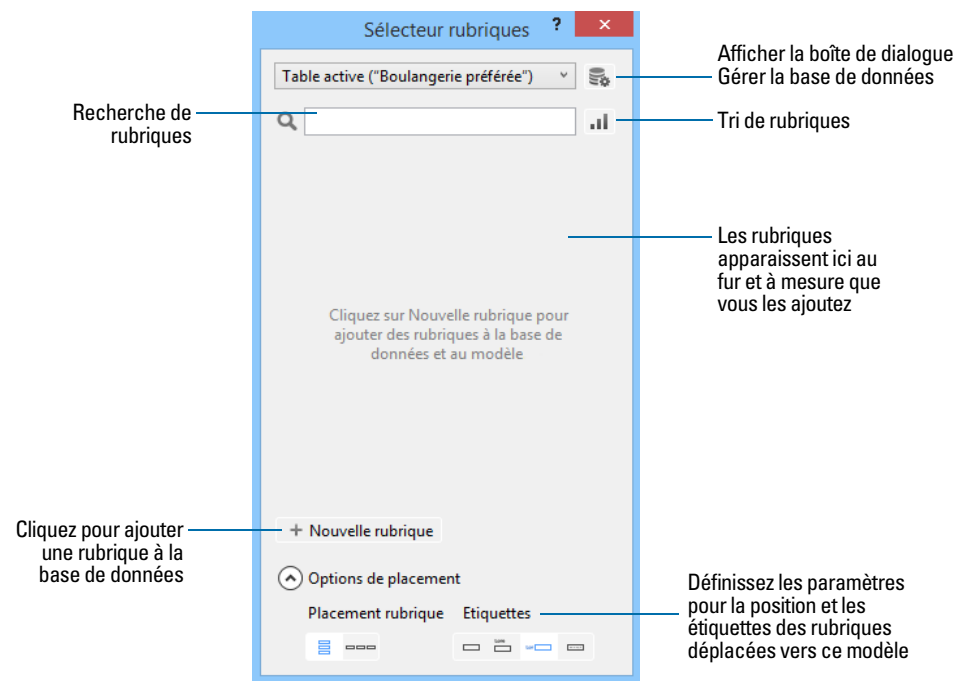 Sélecteur rubriques ? ×
Afficher la boîte de dialogue
Gérer la base de données
Table active ("Boulangerie préférée")
Recherche de
rubriques
Tri de rubriques
Les rubriques
apparaissent ici au
fur et à mesure que
vous les ajoutez
Cliquez sur Nouvelle rubrique pour
ajouter des rubriques à la base de
données et au modèle
Cliquez pour ajouter
une rubrique à la
base de données
+ Nouvelle rubrique
Options de placement
Placement rubrique Etiquettes
Définissez les paramètres
pour la position et les
étiquettes des rubriques
déplacées vers ce modèle